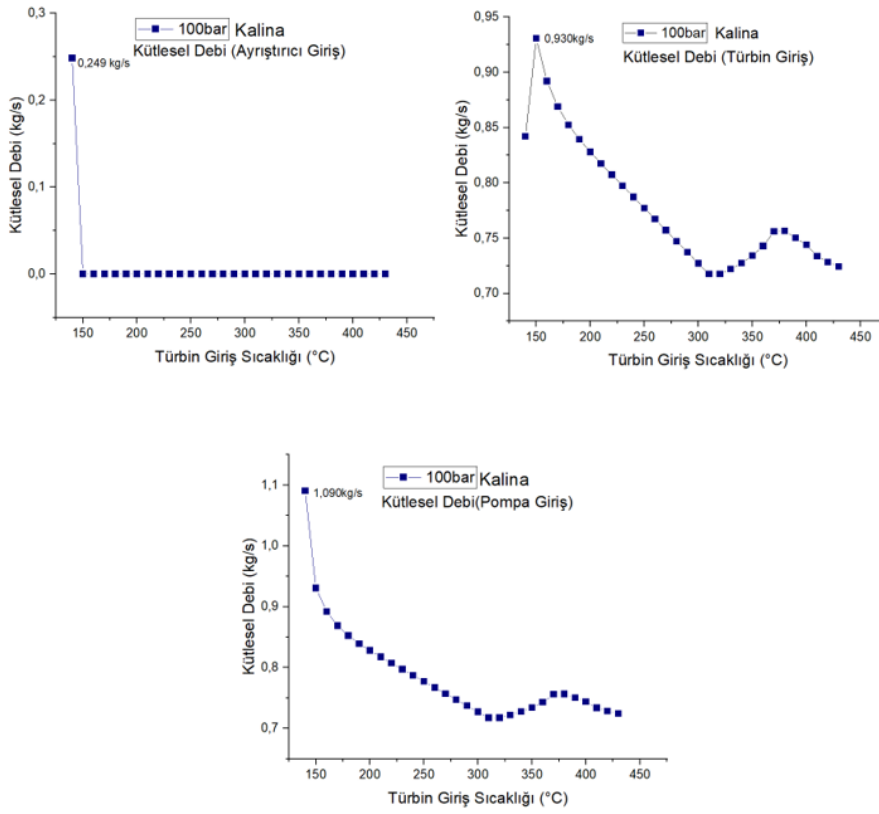 100bar Kalina
Kütlesel Debi (Ayrıştırıcı Giriş)
0,249 kg/s
Kütlesel Debi (kg/s)
0,3
0,2
0,1
0,0
150 200 250 300 350 400 450
Türbin Giriş Sıcaklığı (°C)
100bar Kalina
0,930kg/s
Kütlesel Debi (Türbin Giriş)
Kütlesel Debi (kg/s)
0,95
0,90
0,85
0,80
0,75
0,70
150 200 250 300 350 400 450
Türbin Giriş Sıcaklığı (°C)
100bar Kalina
1,090kg/s
Kütlesel Debi(Pompa Giriş)
Kütlesel Debi (kg/s)
1,1
1,0
0,9
0,8
0,7
150 200 250 300 350 400 450
Türbin Giriş Sıcaklığı (°C)